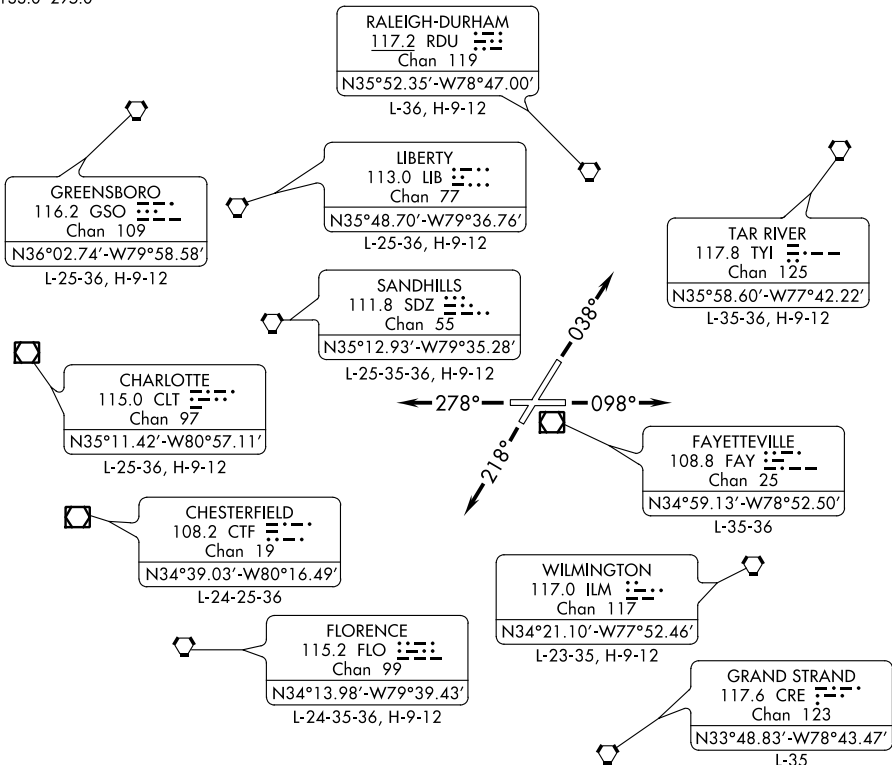 RALEIGH-DURHAM
117.2 RDU
Chan 119
N35°52.35’-W78°47.00’
L-36, H-9-12
GREENSBORO
116.2 GSO
Chan 109
N36°02.74’-W79°58.58’
L-25-36, H-9-12
LIBERTY
113.0 LIB
Chan 77
N35°48.70’-W79°36.76’
L-25-36, H-9-12
TAR RIVER
117.8 TYI
Chan 125
N35°58.60’-W77°42.22’
L-35-36, H-9-12
SANDHILLS
111.8 SDZ
Chan 55
N35°12.93’-W79°35.28’
L-25-35-36, H-9-12
038°
278°
098°
218°
CHARLOTTE
115.0 CLT
Chan 97
N35°11.42’-W80°57.11’
L-25-36, H-9-12
FAYETTEVILLE
108.8 FAY
Chan 25
N34°59.13’-W78°52.50’
L-35-36
CHESTERFIELD
108.2 CTF
Chan 19
N34°39.03’-W80°16.49’
L-24-25-36
WILMINGTON
117.0 ILM
Chan 117
N34°21.10’-W77°52.46’
L-23-35, H-9-12
FLORENCE
115.2 FLO
Chan 99
N34°13.98’-W79°39.43’
L-24-35-36, H-9-12
GRAND STRAND
117.6 CRE
Chan 123
N33°48.83’-W78°43.47’
L-35